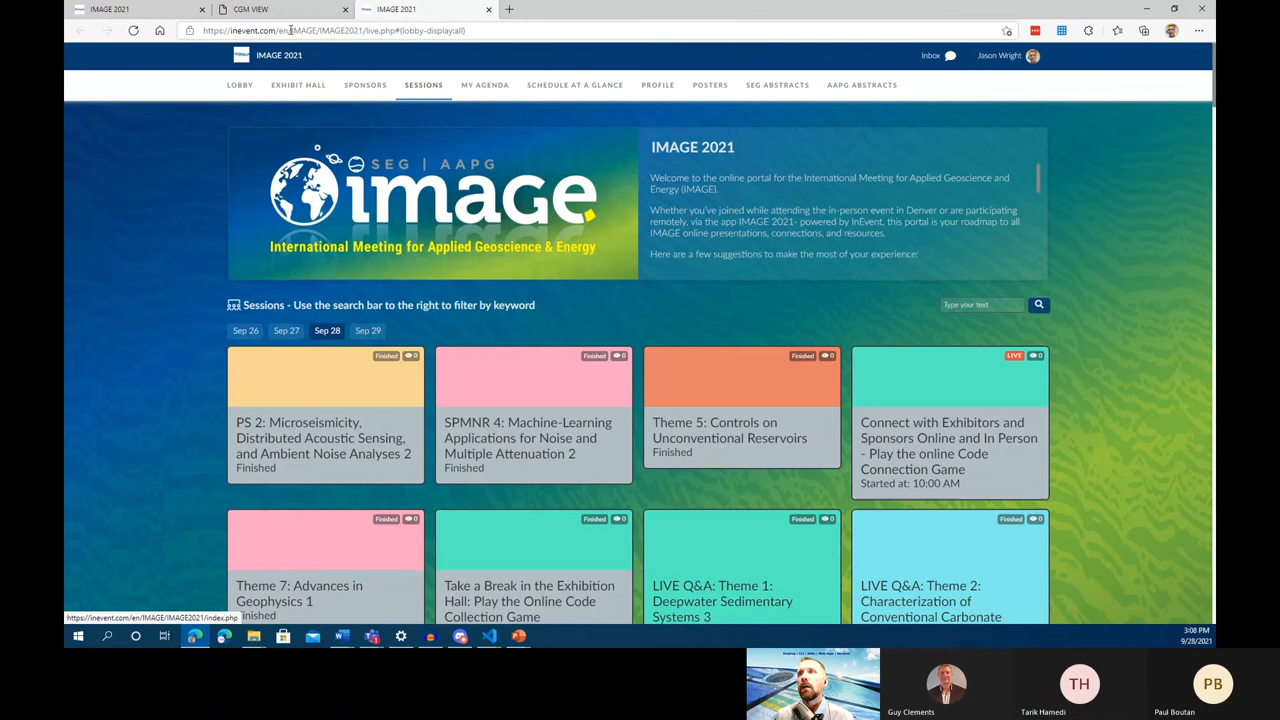 IMAGE 2021
CGM VIEW
IMAGE 2021
https://inevent.com/en/IMAGE/IMAGE2021/live.php#(lobby-display:all)
IMAGE 2021
Inbox
Jason Wright
LOBBY
EXHIBIT HALL
SPONSORS
SESSIONS
MY AGENDA
SCHEDULE AT A GLANCE
PROFILE
POSTERS
SEG ABSTRACTS
AAPG ABSTRACTS
SEG | AAPG
image
International Meeting for Applied Geoscience & Energy
IMAGE 2021
Welcome to the online portal for the International Meeting for Applied Geoscience and
Energy (IMAGE).
Whether you've joined while attending the in-person event in Denver or are participating
remotely, via the app IMAGE 2021- powered by InEvent, this portal is your roadmap to all
IMAGE online presentations, connections, and resources.
Here are a few suggestions to make the most of your experience:
Sessions - Use the search bar to the right to filter by keyword
Type your text
Sep 26
Sep 27
Sep 28
Sep 29
Finished 0
PS 2: Microseismicity,
Distributed Acoustic Sensing,
and Ambient Noise Analyses 2
Finished
Finished 0
SPMNR 4: Machine-Learning
Applications for Noise and
Multiple Attenuation 2
Finished
Finished 0
Theme 5: Controls on
Unconventional Reservoirs
Finished
LIVE 0
Connect with Exhibitors and
Sponsors Online and In Person
- Play the online Code
Connection Game
Started at: 10:00 AM
Finished 0
Theme 7: Advances in
Geophysics 1
Finished
Finished 0
Take a Break in the Exhibition
Hall: Play the Online Code
Collection Game
Finished 0
LIVE Q&A: Theme 1:
Deepwater Sedimentary
Systems 3
Finished 0
LIVE Q&A: Theme 2:
Characterization of
Conventional Carbonate
https://inevent.com/en/IMAGE/IMAGE2021/index.php
3:08 PM
9/28/2021
Guy Clements
TH
Tarik Hamedi
PB
Paul Boutan